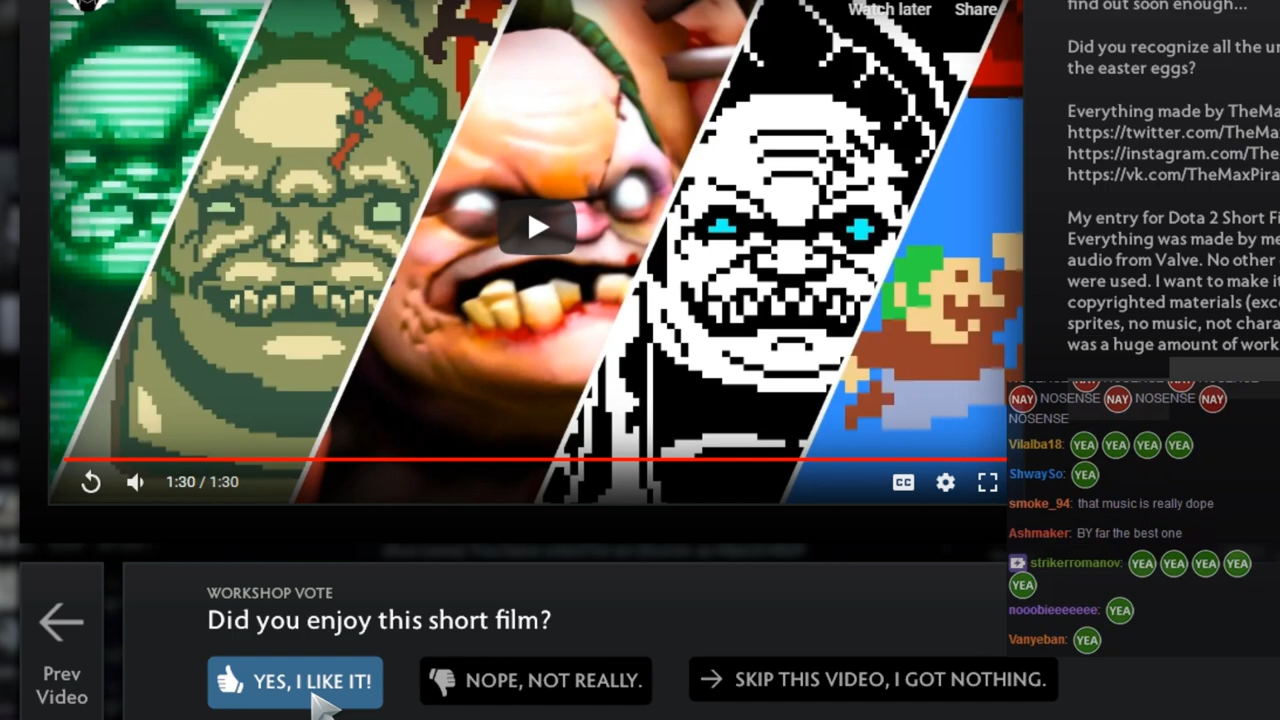 Watch later Share
find out soon enough...
Did you recognize all the
the easter eggs?
Everything made by
https://twitter.com/TheMa
https://instagram.com/The
https://vk.com/TheMaxPira
My entry for Dota 2 Short
Everything was made by me
audio from Valve. No other
were used. I want to make it
copyrighted materials
sprites, no music, not
was a huge amount of work
NAY NOSENSE NAY NOSENSE NAY
NOSENSE
Vilalba18: YEA YEA YEA YEA
ShwaySo: YEA
smoke_94: that music is really dope
Ashmaker: BY far the best one
strikerromanov: YEA YEA YEA YEA
YEA
nooobieeeeeee: YEA
Vanyeban: YEA
1:30 / 1:30
CC
WORKSHOP VOTE
Did you enjoy this short film?
Prev
Video
YES, I LIKE IT!
NOPE, NOT REALLY.
SKIP THIS VIDEO, I GOT NOTHING.